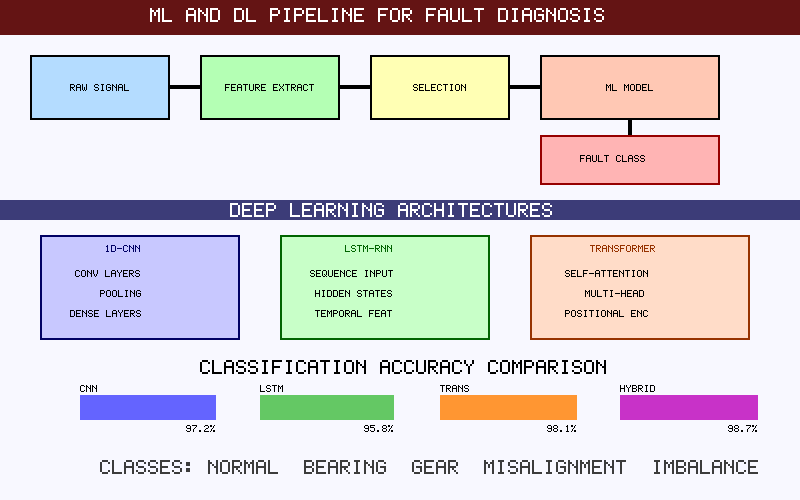 ML AND DL PIPELINE FOR FAULT DIAGNOSIS
RAW SIGNAL
FEATURE EXTRACT
SELECTION
ML MODEL
FAULT CLASS
DEEP LEARNING ARCHITECTURES
1D-CNN
CONV LAYERS
POOLING
DENSE LAYERS
LSTM-RNN
SEQUENCE INPUT
HIDDEN STATES
TEMPORAL FEAT
TRANSFORMER
SELF-ATTENTION
MULTI-HEAD
POSITIONAL ENC
CLASSIFICATION ACCURACY COMPARISON
CNN
97.2%
LSTM
95.8%
TRANS
98.1%
HYBRID
98.7%
CLASSES: NORMAL BEARING GEAR MISALIGNMENT IMBALANCE